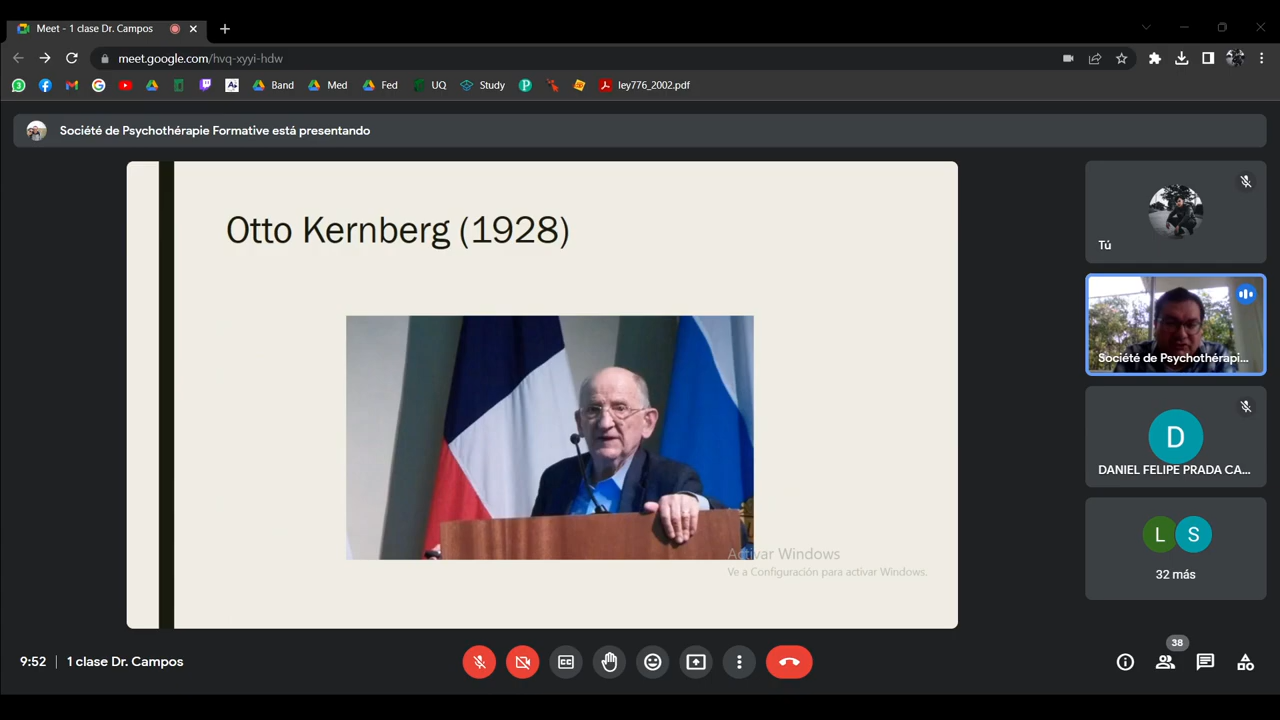 Meet - 1 clase Dr. Campos
meet.google.com/hvq-xyyi-hdw
Band
Med
Fed
UQ
Study
ley776_2002.pdf
Société de Psychothérapie Formative está presentando
Otto Kernberg (1928)
Activar Windows
Ve a Configuración para activar Windows.
Tú
Société de Psychothérapi...
D
DANIEL FELIPE PRADA CA...
L S
32 más
9:52 | 1 clase Dr. Campos
38